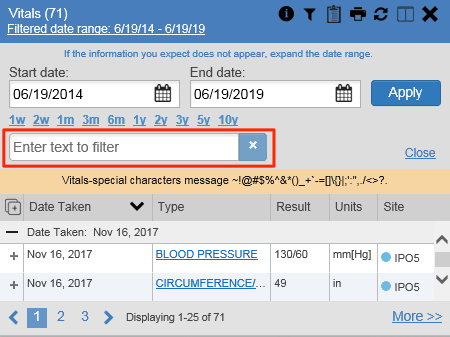 Vitals (71)
Filtered date range: 6/19/14 - 6/19/19
If the information you expect does not appear, expand the date range.
Start date: End date:
06/19/2014 06/19/2019 Apply
1w 2w 1m 3m 6m 1y 2y 3y 5y 10y
Enter text to filter ×
Close
Vitals-special characters message ~!@#$%^&*()_+`-=[]\{}|;':",./<>?.
Date Taken Type Result Units Site
Date Taken: Nov 16, 2017
+ Nov 16, 2017 BLOOD PRESSURE 130/60 mm[Hg] IPO5
+ Nov 16, 2017 CIRCUMFERENCE/... 49 in IPO5
1 2 3 Displaying 1-25 of 71 More >>